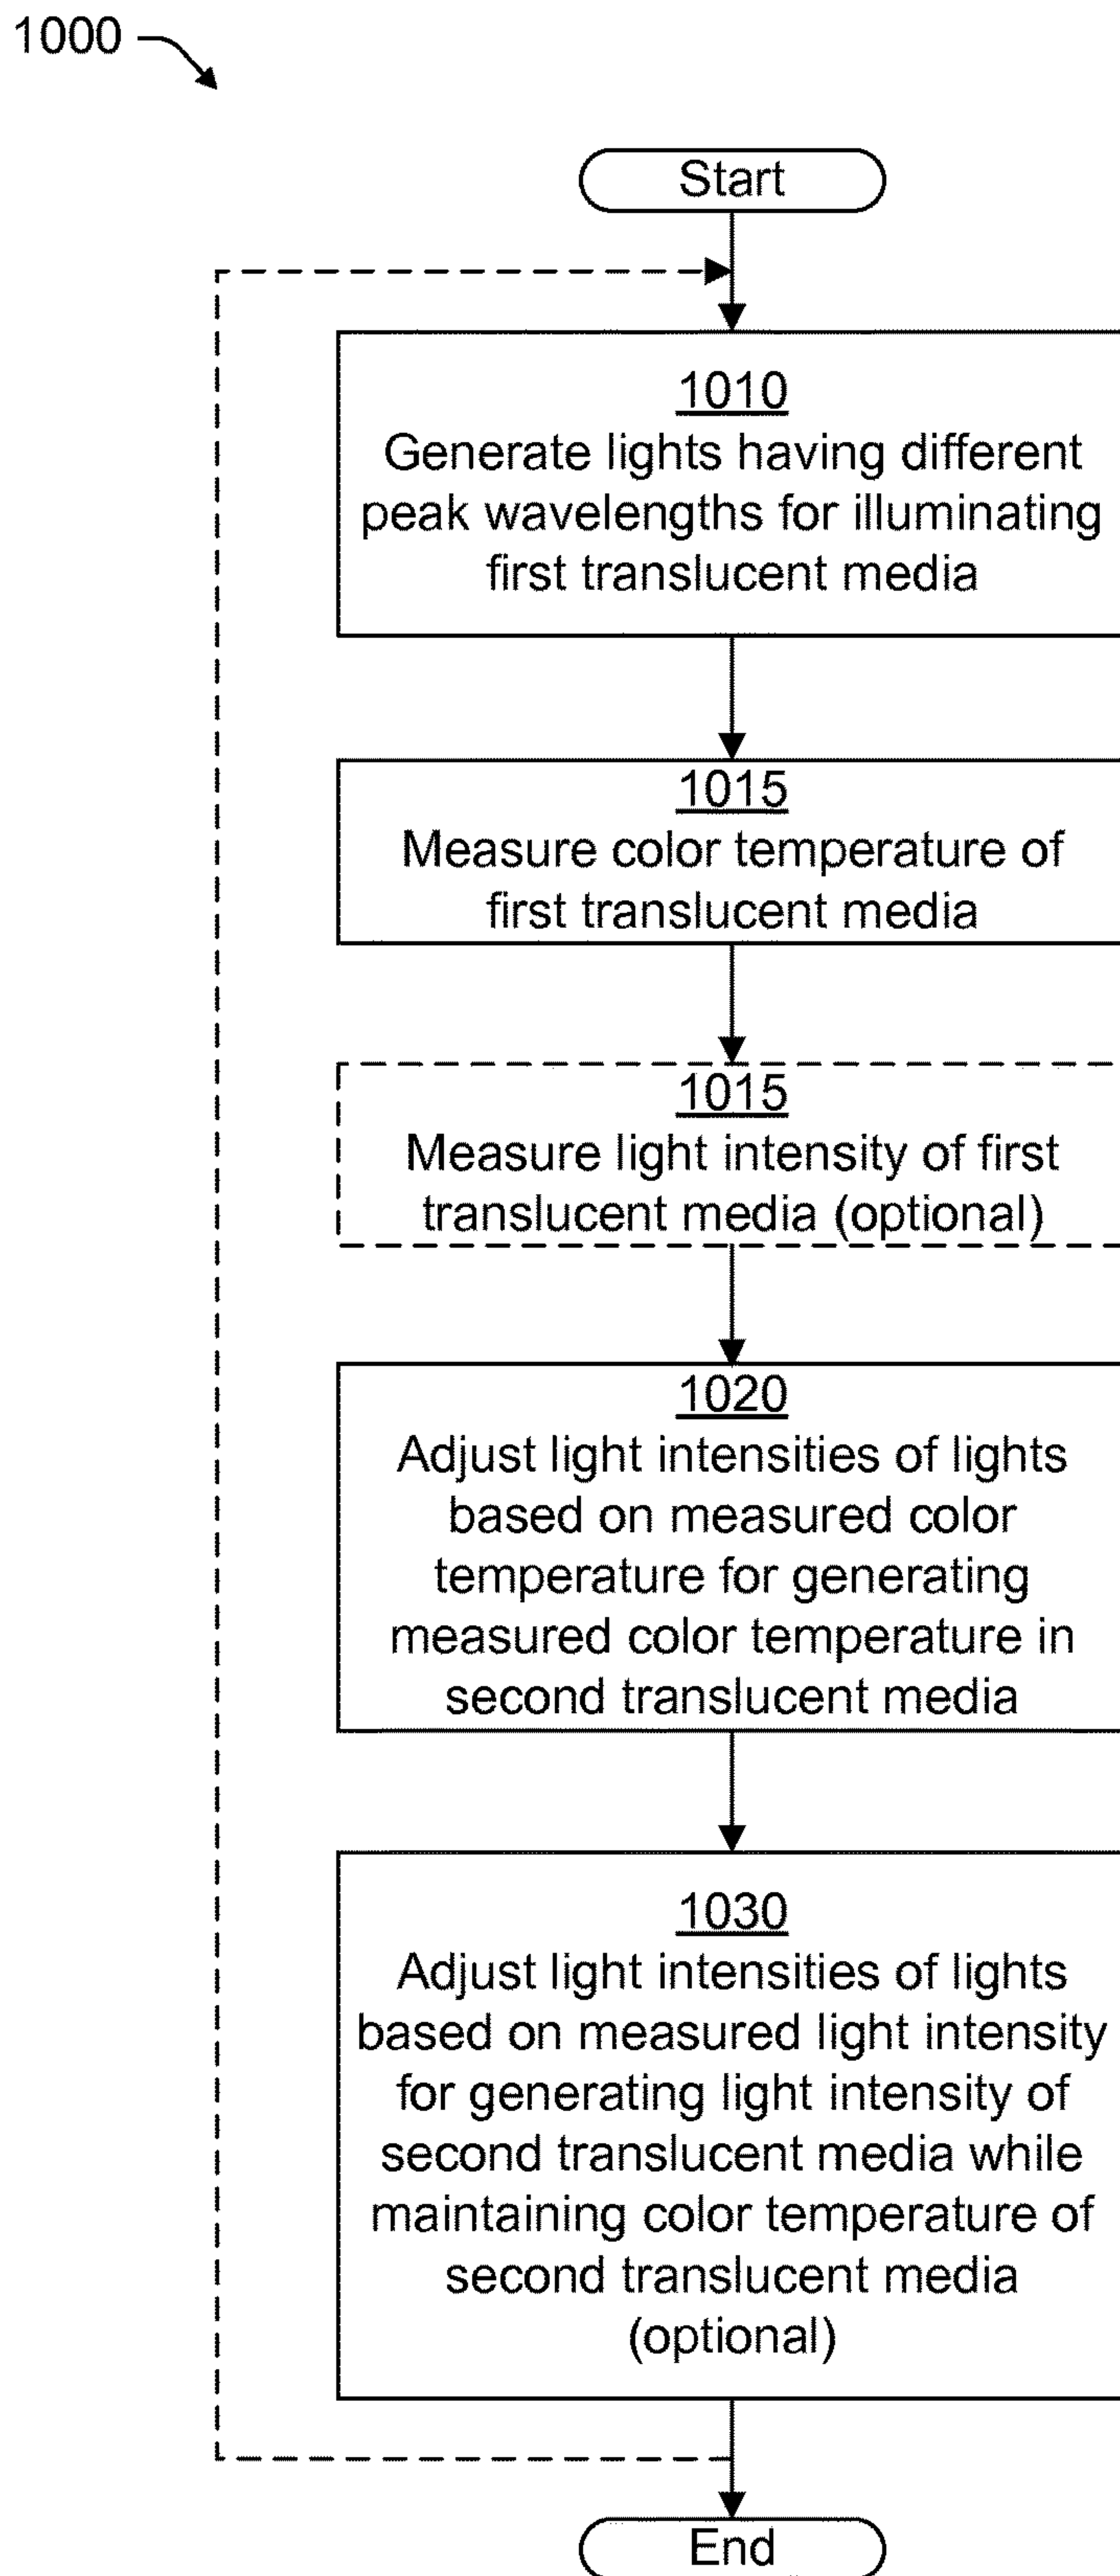 1000
Start
1010
Generate lights having different
peak wavelengths for illuminating
first translucent media
1015
Measure color temperature of
first translucent media
1015
Measure light intensity of first
translucent media (optional)
1020
Adjust light intensities of lights
based on measured color
temperature for generating
measured color temperature in
second translucent media
1030
Adjust light intensities of lights
based on measured light intensity
for generating light intensity of
second translucent media while
maintaining color temperature of
second translucent media
(optional)
End